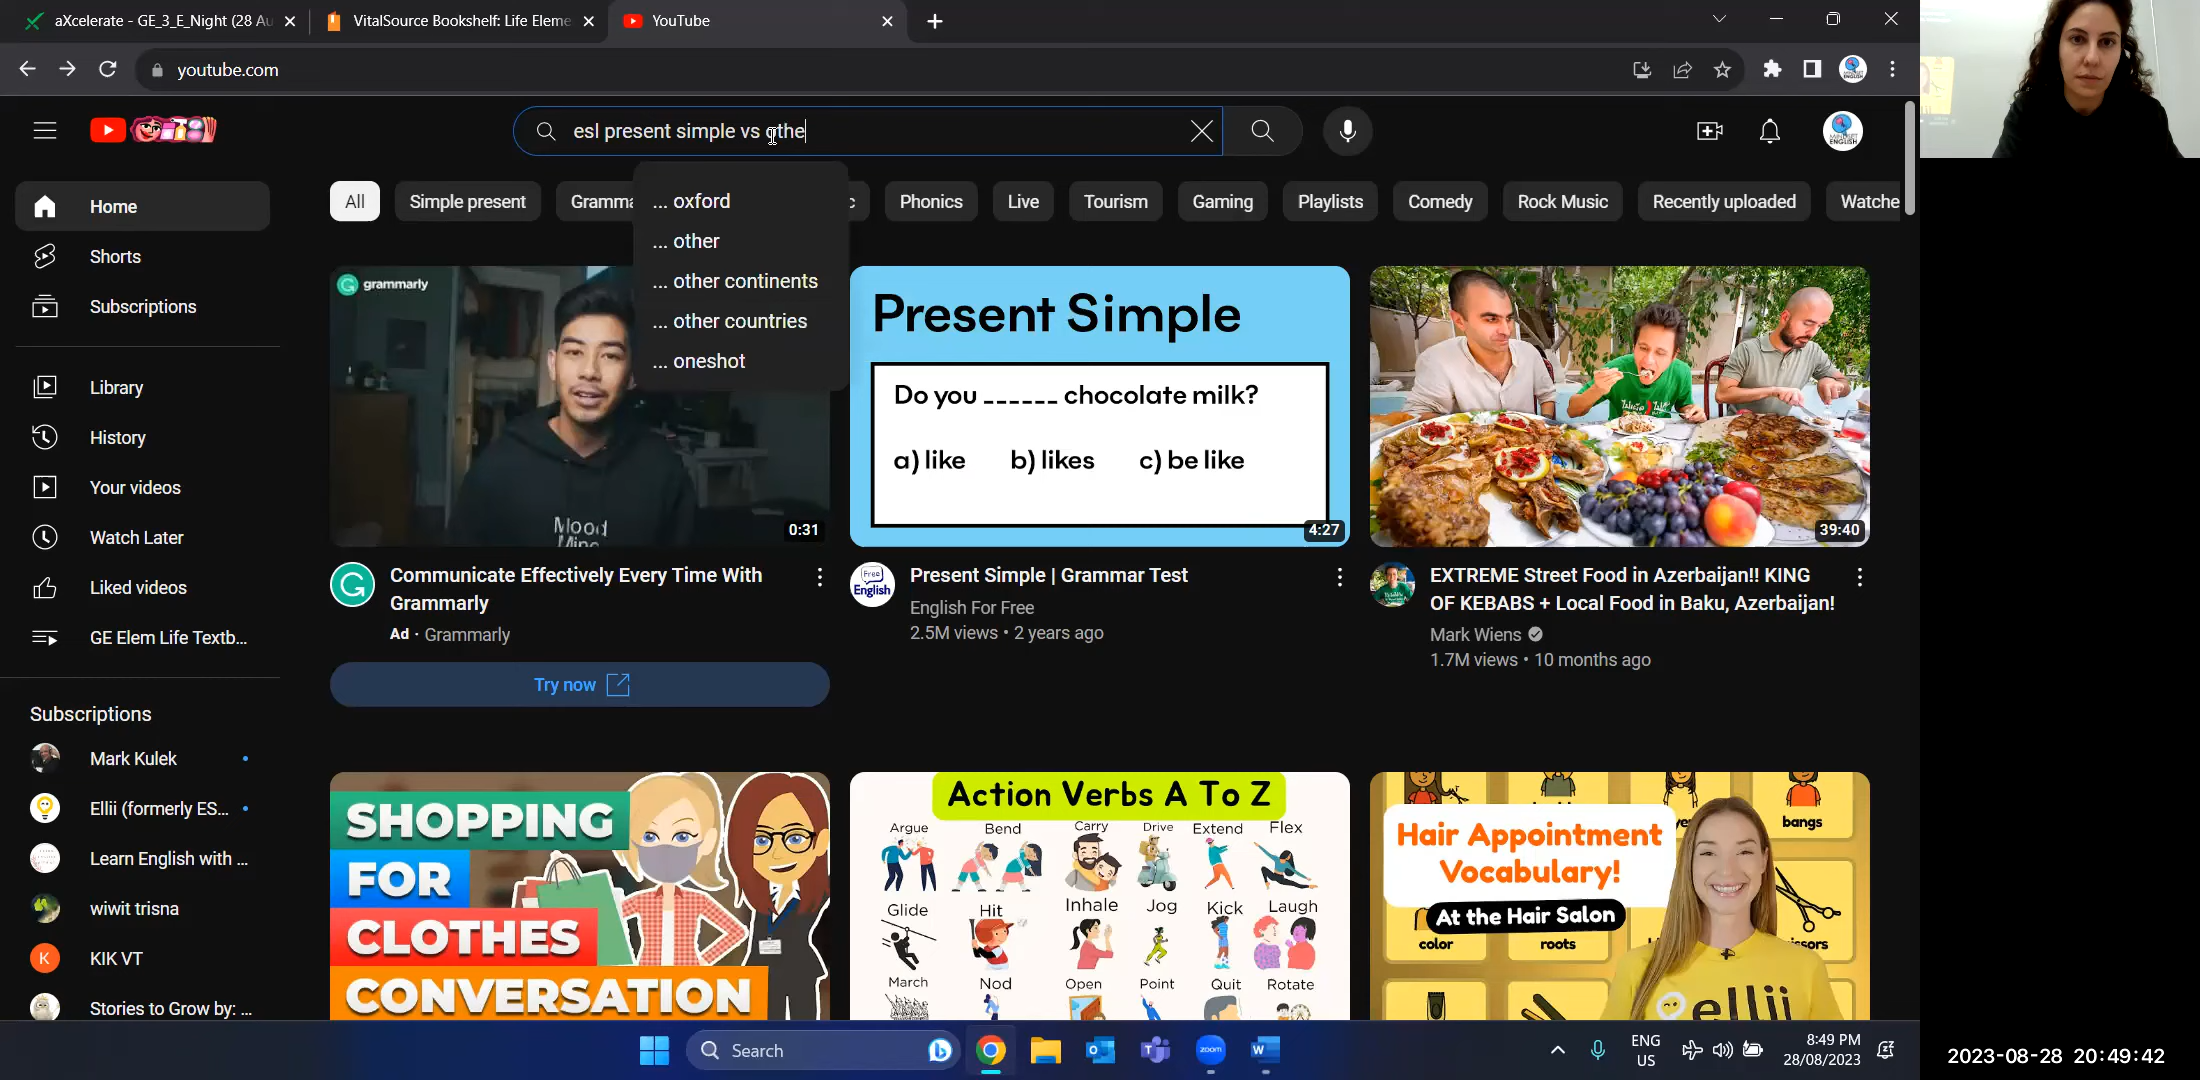 aXcelerate - GE_3_E_Night (28 Au
VitalSource Bookshelf: Life Eleme
YouTube
youtube.com
esl present simple vs othe
... oxford
... other
... other continents
... other countries
... oneshot
All
Simple present
Gramma
c
Phonics
Live
Tourism
Gaming
Playlists
Comedy
Rock Music
Recently uploaded
Watche
Home
Shorts
Subscriptions
Library
History
Your videos
Watch Later
Liked videos
GE Elem Life Textb...
Subscriptions
Mark Kulek
Ellii (formerly ES...
Learn English with ...
wiwit trisna
KIK VT
K
Stories to Grow by: ...
grammarly
Mood
0:31
Communicate Effectively Every Time With
Grammarly
Ad · Grammarly
Try now
Present Simple
Do you ______ chocolate milk?
a) like b) likes c) be like
4:27
Free
English
Present Simple | Grammar Test
English For Free
2.5M views • 2 years ago
39:40
EXTREME Street Food in Azerbaijan!! KING
OF KEBABS + Local Food in Baku, Azerbaijan!
Mark Wiens
1.7M views • 10 months ago
SHOPPING
FOR
CLOTHES
CONVERSATION
Action Verbs A To Z
Argue Bend Carry Drive Extend Flex
Glide Hit Inhale Jog Kick Laugh
March Nod Open Point Quit Rotate
bangs
Hair Appointment
Vocabulary!
At the Hair Salon
color roots ssors
ellii
Search
zoom
ENG
US
8:49 PM
28/08/2023
2023-08-28 20:49:42